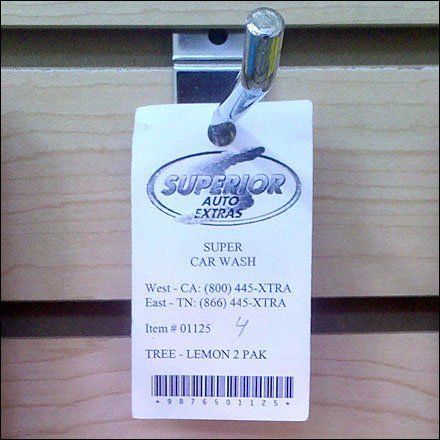 SUPERIOR
AUTO
EXTRAS
SUPER
CAR WASH
West - CA: (800) 445-XTRA
East - TN: (866) 445-XTRA
Item # 01125 4
TREE - LEMON 2 PAK
*9876501125*